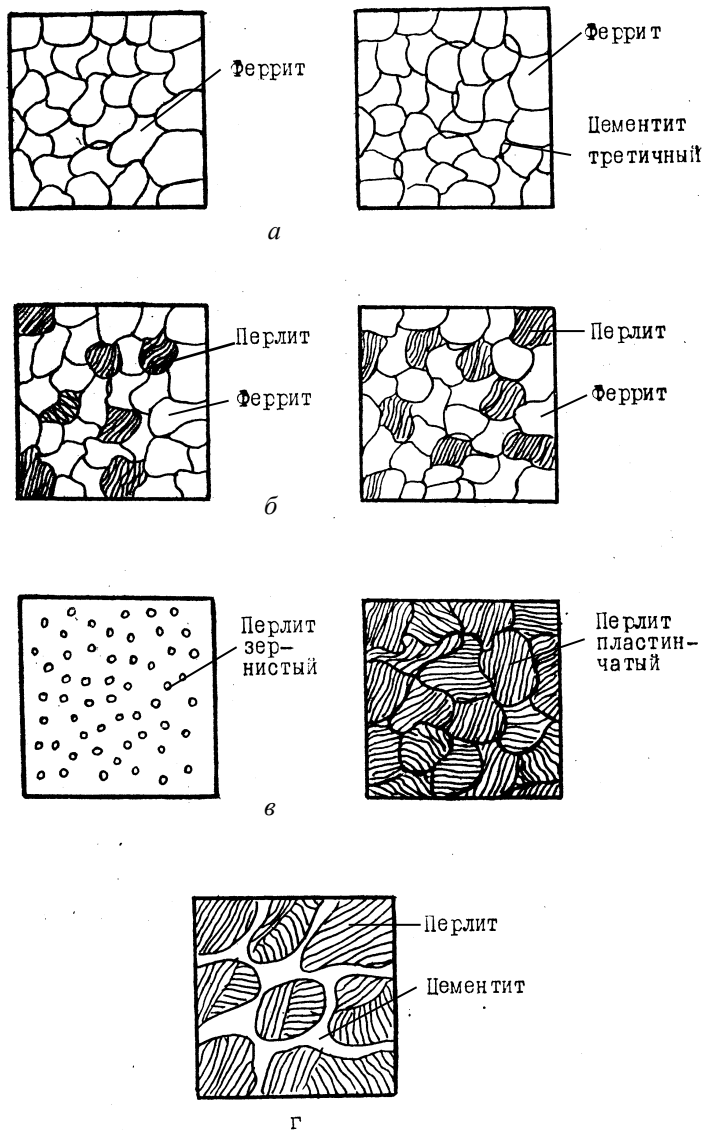 Феррит
Феррит
Цементит
третичный
а
Перлит
Феррит
Перлит
Феррит
б
Перлит
зер-
нистый
Перлит
пластин-
чатый
в
Перлит
Цементит
г